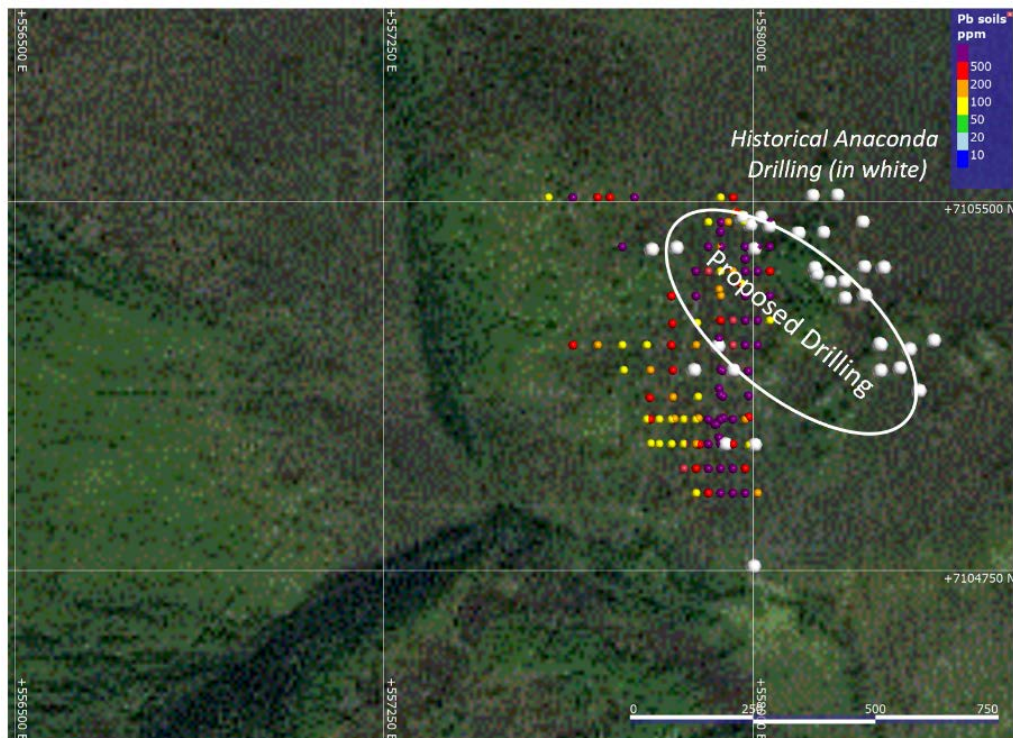 +556500 E
+557250 E
+558000 E
Pb soils
ppm
500
200
100
50
20
10
Historical Anaconda
Drilling (in white)
+7105500 N
Proposed Drilling
+7104750 N
+556500 E
+557250 E
+558000 E
0
250
500
750